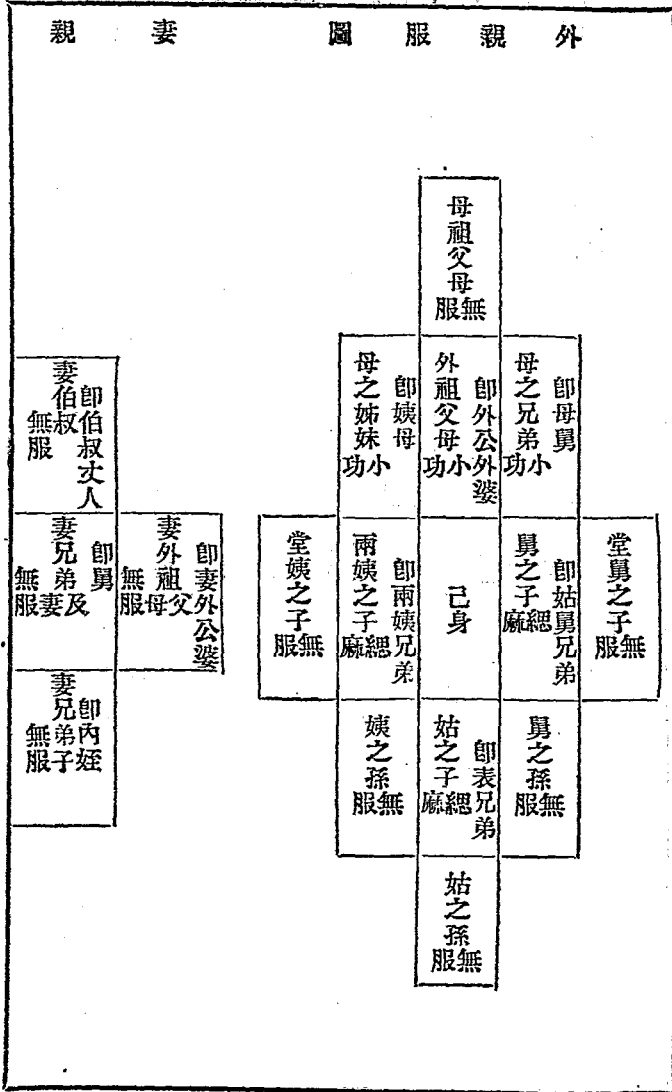 外親服圖
妻親
母祖父母無服
即母舅
母之兄弟小功
即外公外婆
外祖父母小功
即姨母
母之姊妹小功
堂舅之子無服
即姑舅兄弟
舅之子緦麻
己身
即兩姨兄弟
兩姨之子緦麻
堂姨之子無服
舅之孫無服
即表兄弟
姑之子緦麻
姨之孫無服
姑之孫無服
即妻外公婆
妻外祖父母無服
即伯叔丈人
妻伯叔無服
即舅
妻兄弟及妻無服
即內姪
妻兄弟子無服